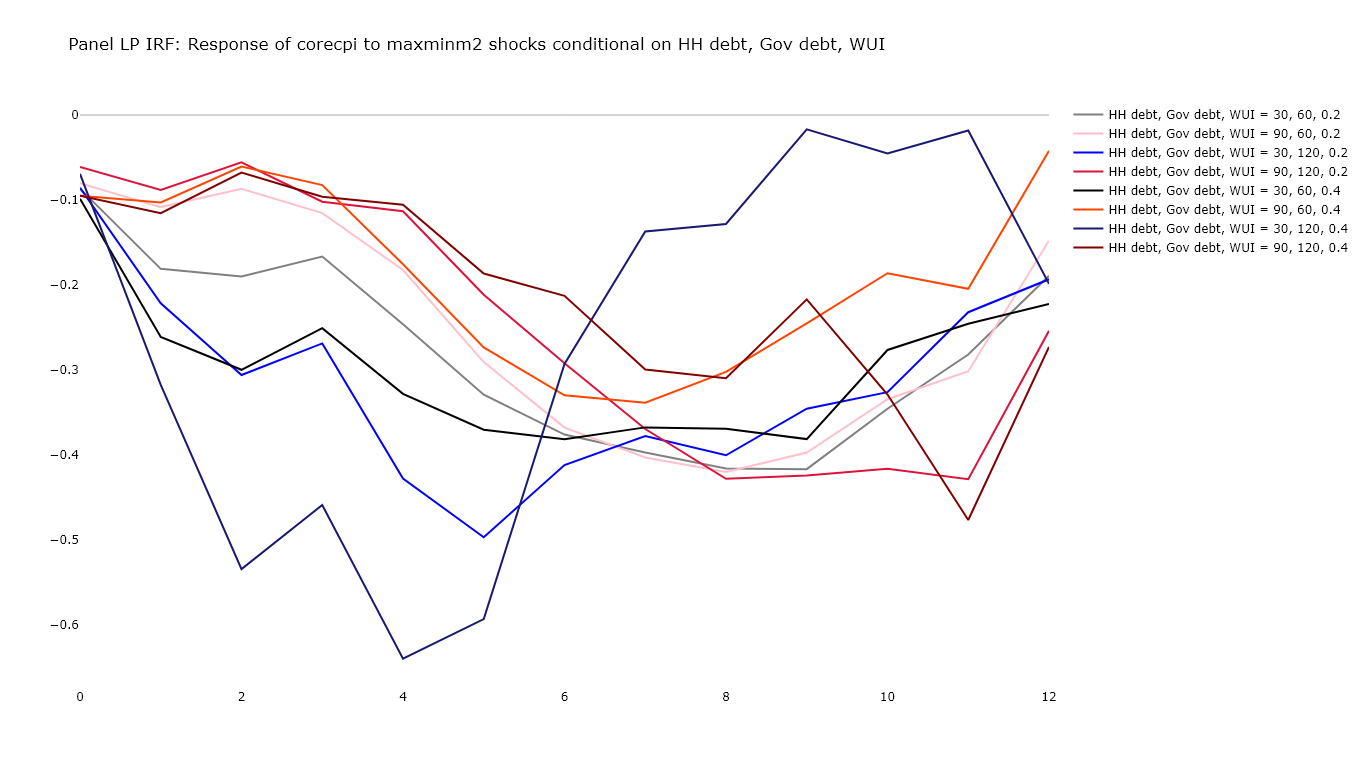 Panel LP IRF: Response of corecpi to maxminm2 shocks conditional on HH debt, Gov debt, WUI
0
−0.1
−0.2
−0.3
−0.4
−0.5
−0.6
0 2 4 6 8 10 12
HH debt, Gov debt, WUI = 30, 60, 0.2
HH debt, Gov debt, WUI = 90, 60, 0.2
HH debt, Gov debt, WUI = 30, 120, 0.2
HH debt, Gov debt, WUI = 90, 120, 0.2
HH debt, Gov debt, WUI = 30, 60, 0.4
HH debt, Gov debt, WUI = 90, 60, 0.4
HH debt, Gov debt, WUI = 30, 120, 0.4
HH debt, Gov debt, WUI = 90, 120, 0.4